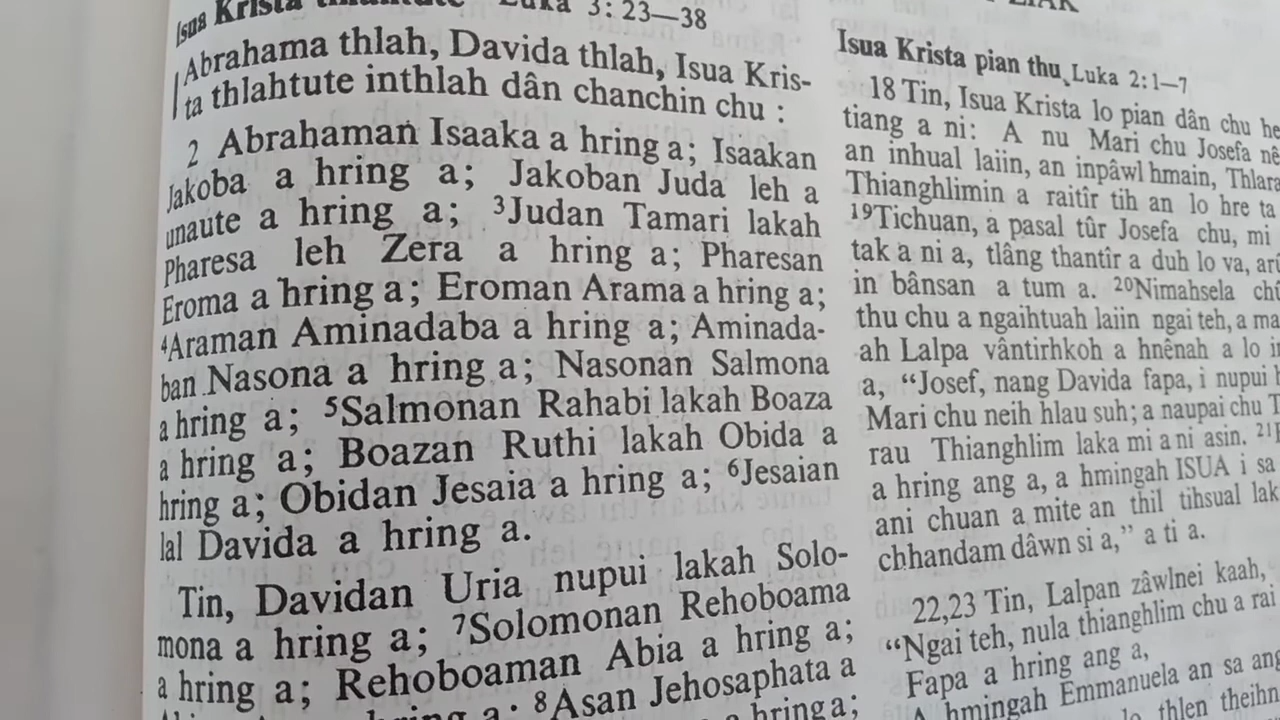 Isua Krista thlahtute Luka 3: 23—38
Abrahama thlah, Davida thlah, Isua Kris-
ta thlahtute inthlah dân chanchin chu :
2 Abrahaman Isaaka a hring a; Isaakan
Jakoba a hring a; Jakoban Juda leh a
unaute a hring a; ³Judan Tamari lakah
Pharesa leh Zera a hring a; Pharesan
Eroma a hring a; Eroman Arama a hring a;
⁴Araman Aminadaba a hring a; Aminada-
ban Nasona a hring a; Nasonan Salmona
a hring a; ⁵Salmonan Rahabi lakah Boaza
a hring a; Boazan Ruthi lakah Obida a
hring a; Obidan Jesaia a hring a; ⁶Jesaian
lal Davida a hring a.
Tin, Davidan Uria nupui lakah Solo-
mona a hring a; ⁷Solomonan Rehoboama
a hring a; Rehoboaman Abia a hring a;
hring a; ⁸Asan Jehosaphata a
a hring a;
Isua Krista pian thu Luka 2: 1—7
18 Tin, Isua Krista lo pian dân chu
tiang a ni: A nu Mari chu Josefa
an inhual laiin, an inpâwl hmain,
Thianghlimin a raitîr tih an lo hre ta
¹⁹Tichuan, a pasal tûr Josefa chu, mi
tak a ni a, tlâng thantîr a duh lo va,
in bânsan a tum a. ²⁰Nimahsela
thu chu a ngaihtuah laiin ngai teh, a
ah Lalpa vântirhkoh a hnênah a lo
a, “Josef, nang Davida fapa, i nupui
Mari chu neih hlau suh; a naupai chu
rau Thianghlim laka mi a ni asin. ²¹
a hring ang a, a hmingah ISUA i sa
ani chuan a mite an thil tihsual
chhandam dâwn si a,” a ti a.
22,23 Tin, Lalpan zâwlnei kaah,
“Ngai teh, nula thianghlim chu a rai
Fapa a hring ang a,
A hmingah Emmanuela an sa
lo thlen